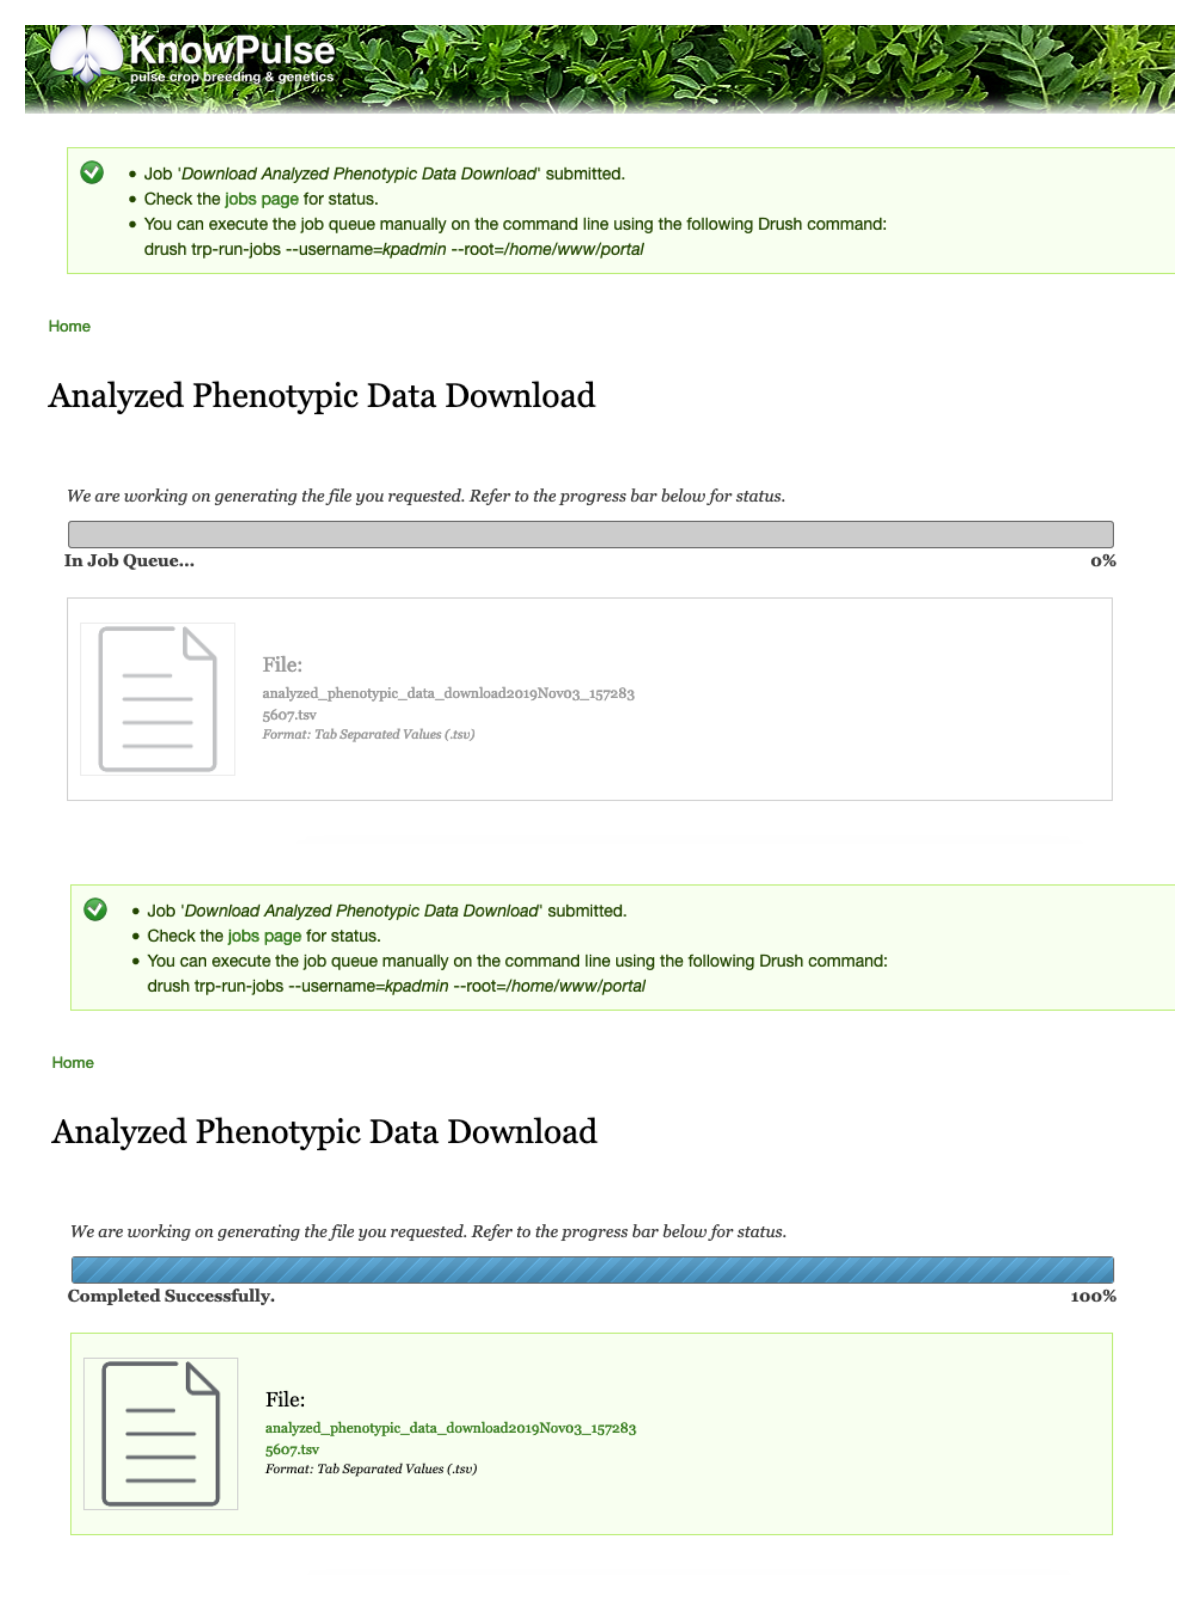 KnowPulse
pulse crop breeding & genetics
• Job 'Download Analyzed Phenotypic Data Download' submitted.
• Check the jobs page for status.
• You can execute the job queue manually on the command line using the following Drush command:
drush trp-run-jobs --username=kpadmin --root=/home/www/portal
Home
Analyzed Phenotypic Data Download
We are working on generating the file you requested. Refer to the progress bar below for status.
In Job Queue... 0%
File:
analyzed_phenotypic_data_download2019Nov03_157283
5607.tsv
Format: Tab Separated Values (.tsv)
• Job 'Download Analyzed Phenotypic Data Download' submitted.
• Check the jobs page for status.
• You can execute the job queue manually on the command line using the following Drush command:
drush trp-run-jobs --username=kpadmin --root=/home/www/portal
Home
Analyzed Phenotypic Data Download
We are working on generating the file you requested. Refer to the progress bar below for status.
Completed Successfully. 100%
File:
analyzed_phenotypic_data_download2019Nov03_157283
5607.tsv
Format: Tab Separated Values (.tsv)